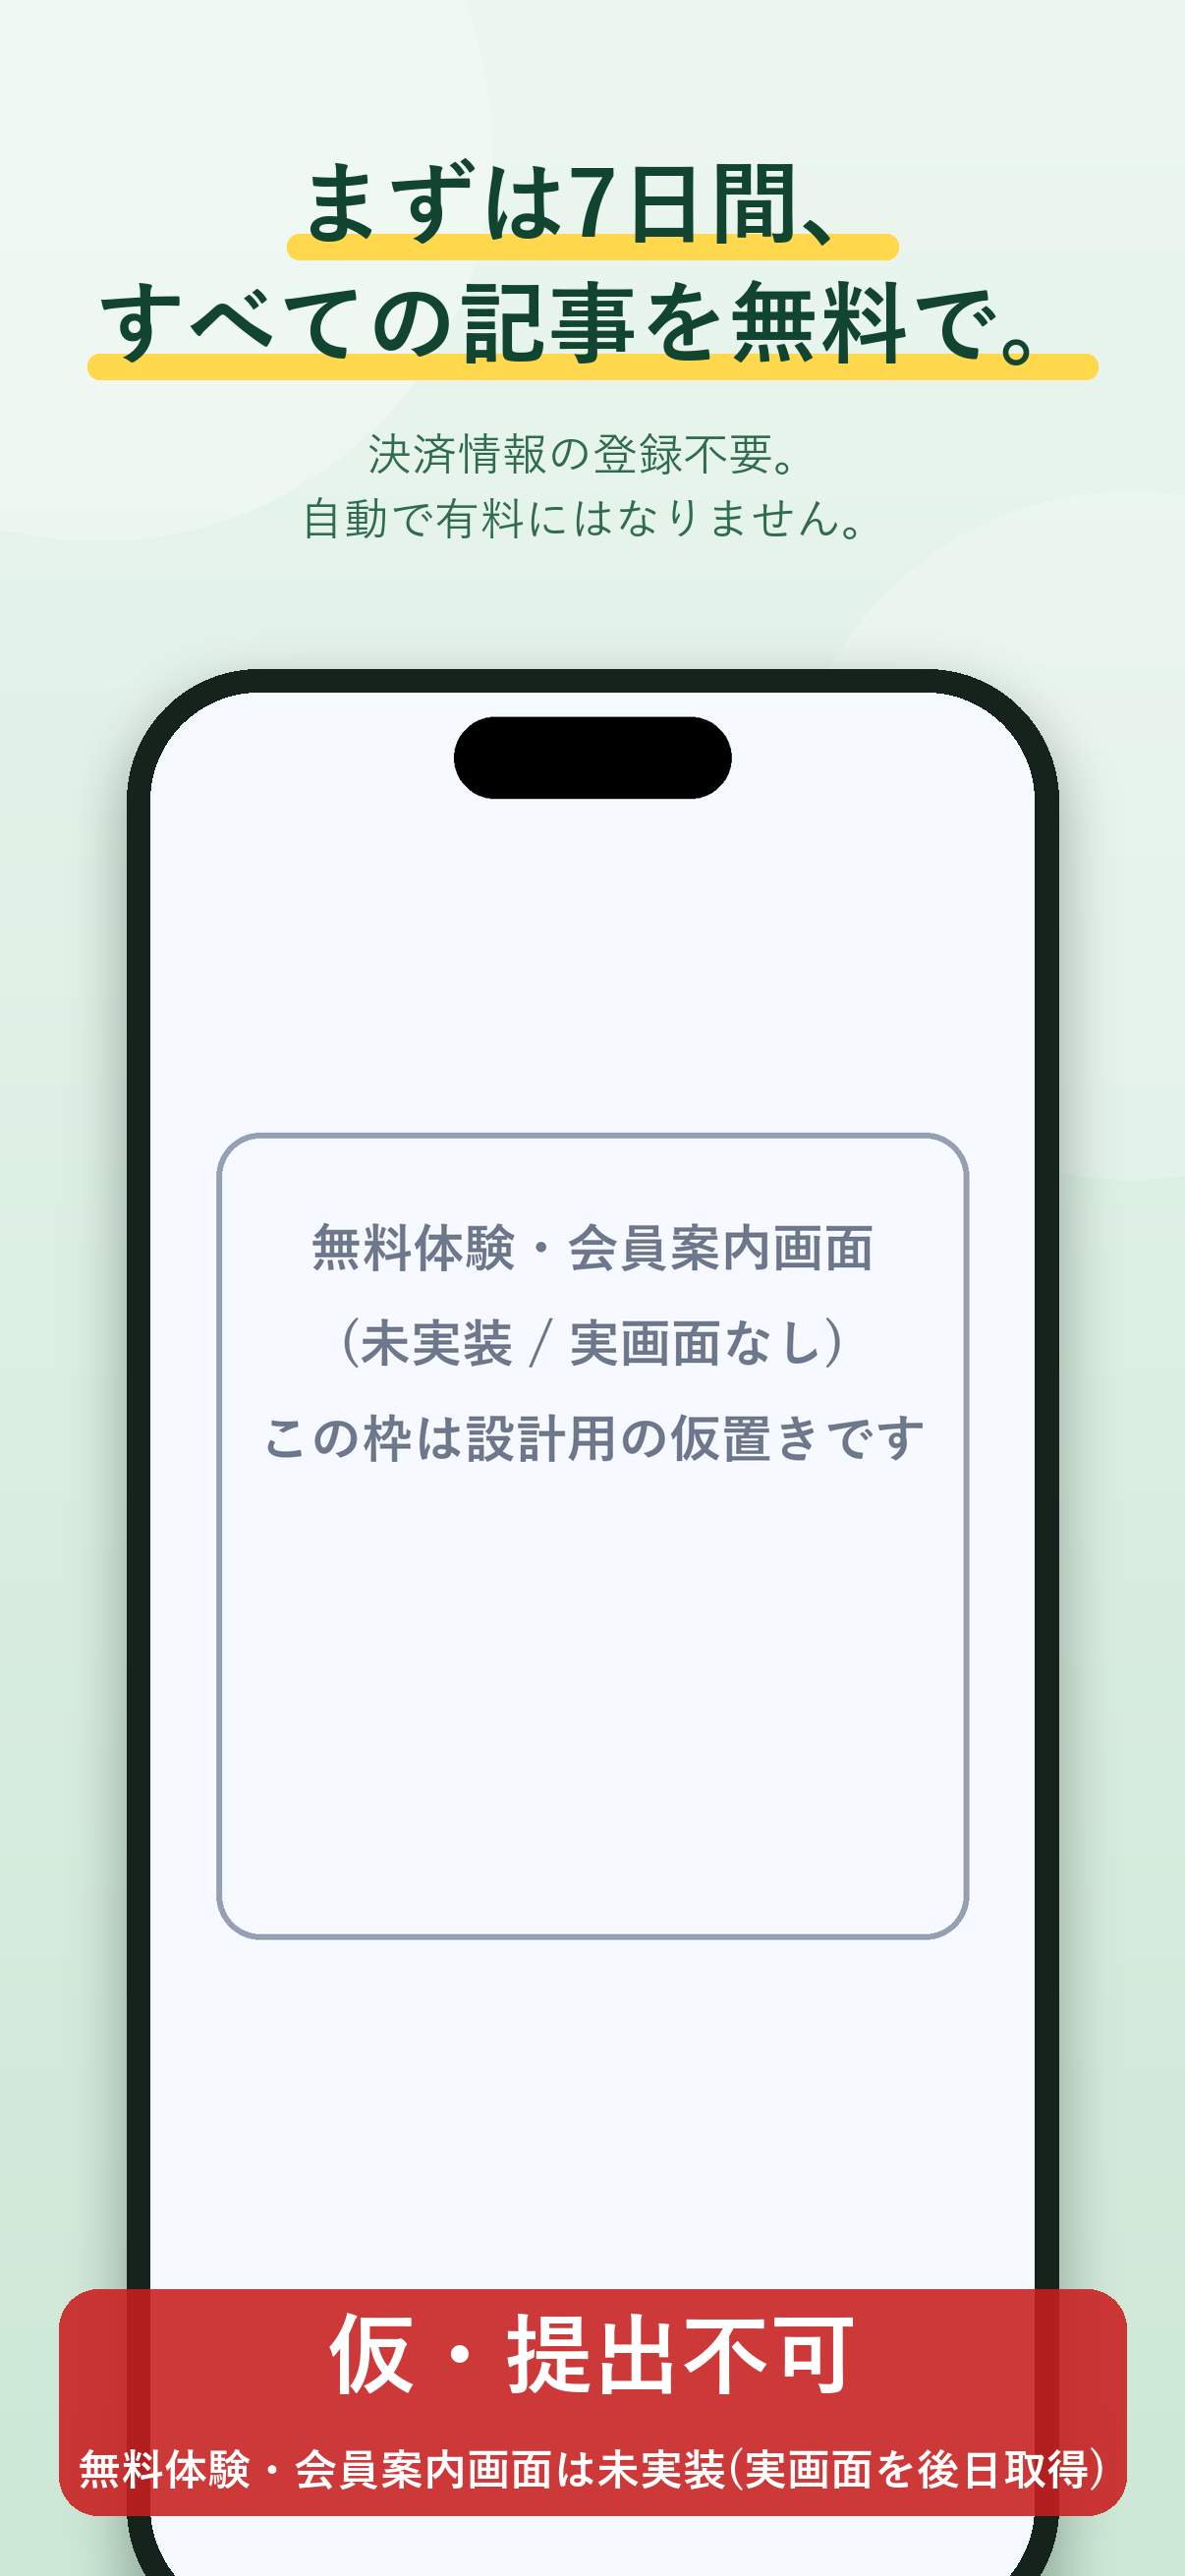 まずは7日間、
すべての記事を無料で。
決済情報の登録不要。
自動で有料にはなりません。
無料体験・会員案内画面
(未実装 / 実画面なし)
この枠は設計用の仮置きです
仮・提出不可
無料体験・会員案内画面は未実装(実画面を後日取得)